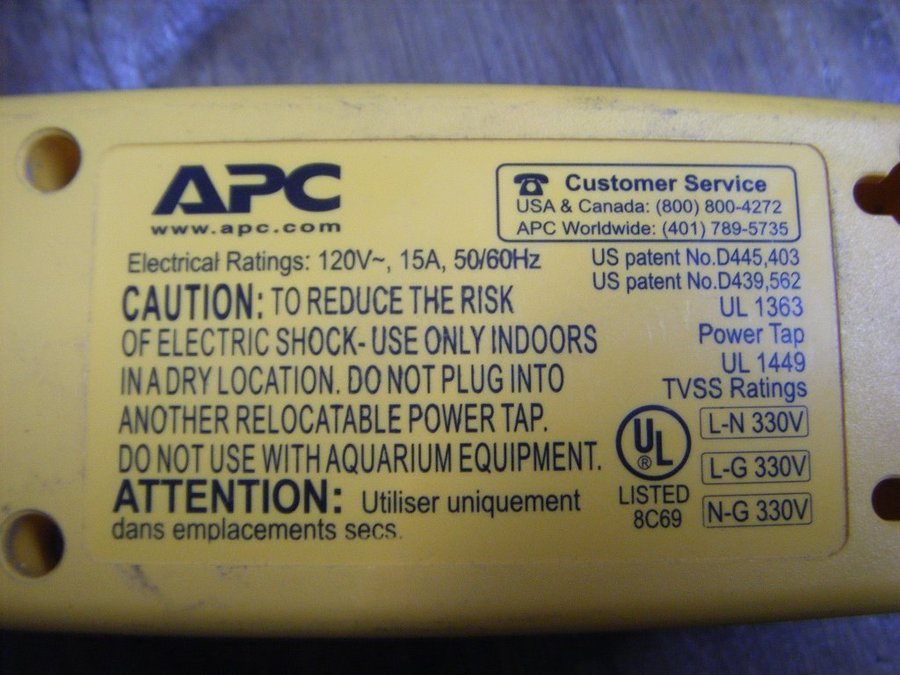 APC
www.apc.com
Customer Service
USA & Canada: (800) 800-4272
APC Worldwide: (401) 789-5735
Electrical Ratings: 120V~, 15A, 50/60Hz
CAUTION: TO REDUCE THE RISK
OF ELECTRIC SHOCK- USE ONLY INDOORS
IN A DRY LOCATION. DO NOT PLUG INTO
ANOTHER RELOCATABLE POWER TAP.
DO NOT USE WITH AQUARIUM EQUIPMENT.
ATTENTION: Utiliser uniquement
dans emplacements secs.
US patent No.D445,403
US patent No.D439,562
UL 1363
Power Tap
UL 1449
TVSS Ratings
UL ®
LISTED
8C69
L-N 330V
L-G 330V
N-G 330V